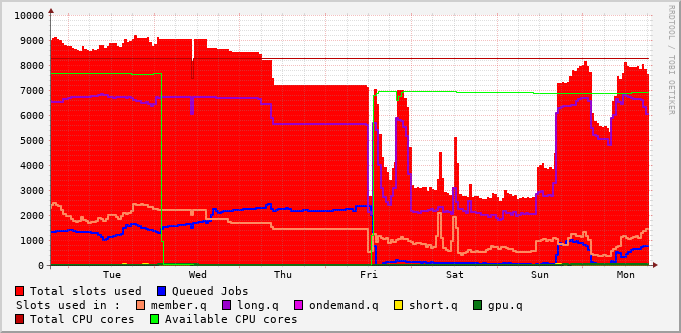 10000
9000
8000
7000
6000
5000
4000
3000
2000
1000
0
Tue Wed Thu Fri Sat Sun Mon
RRDTOOL / TOBI OETIKER
Total slots used Queued Jobs
Slots used in : member.q long.q ondemand.q short.q gpu.q
Total CPU cores Available CPU cores